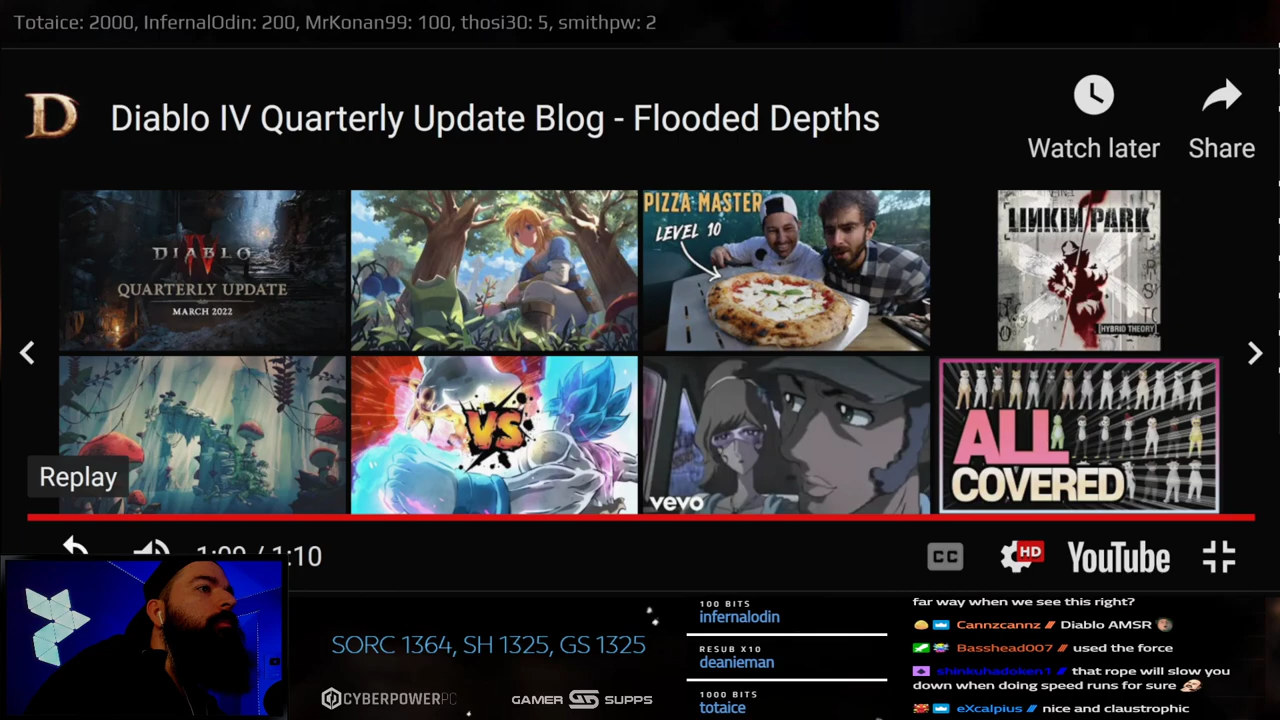 Totaice: 2000, InfernalOdin: 200, MrKonan99: 100, thosi30: 5, smithpw: 2
Diablo IV Quarterly Update Blog - Flooded Depths
Watch later
Share
DIABLO
IV
QUARTERLY UPDATE
MARCH 2022
PIZZA MASTER
LEVEL 10
LINKIN PARK
HYBRID THEORY
VS
vevo
ALL
COVERED
Replay
1:09 / 1:10
CC
HD
YouTube
SORC 1364, SH 1325, GS 1325
CYBERPOWERPC
GAMER GS SUPPS
100 BITS
infernalodin
RESUB X10
deanieman
1000 BITS
totaice
far way when we see this right?
Cannzcannz // Diablo AMSR
Basshead007 // used the force
shinkuhadoken1 // that rope will slow you
down when doing speed runs for sure
eXcalpius // nice and claustrophic